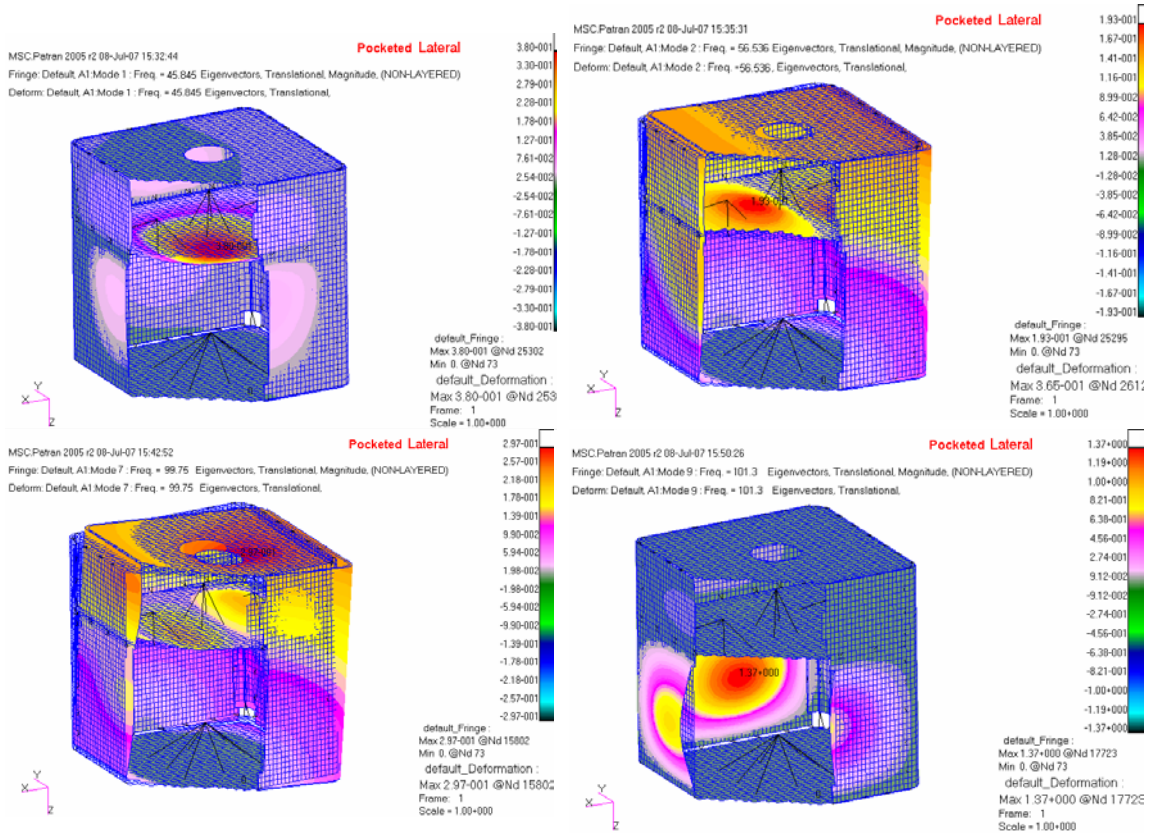 Pocketed Lateral
MSC.Patran 2005 r2 08-Jul-07 15:32:44
Fringe: Default, A1:Mode 1 : Freq. = 45.845 Eigenvectors, Translational, Magnitude, (NON-LAYERED)
Deform: Default, A1:Mode 1 : Freq. = 45.845 Eigenvectors, Translational,
3.80-001
3.30-001
2.79-001
2.28-001
1.78-001
1.27-001
7.61-002
2.54-002
-2.54-002
-7.61-002
-1.27-001
-1.78-001
-2.28-001
-2.79-001
-3.30-001
-3.80-001
3.80-001
default_Fringe :
Max 3.80-001 @Nd 25302
Min 0. @Nd 73
default_Deformation :
Max 3.80-001 @Nd 253
Frame: 1
Scale = 1.00+000
Y
X
Z
Pocketed Lateral
MSC.Patran 2005 r2 08-Jul-07 15:35:31
Fringe: Default, A1:Mode 2 : Freq. = 56.536 Eigenvectors, Translational, Magnitude, (NON-LAYERED)
Deform: Default, A1:Mode 2 : Freq. =56.536, Eigenvectors, Translational,
1.93-001
1.67-001
1.41-001
1.16-001
8.99-002
6.42-002
3.85-002
1.28-002
-1.28-002
-3.85-002
-6.42-002
-8.99-002
-1.16-001
-1.41-001
-1.67-001
-1.93-001
1.93-001
default_Fringe :
Max 1.93-001 @Nd 25295
Min 0. @Nd 73
default_Deformation :
Max 3.65-001 @Nd 2612
Frame: 1
Scale = 1.00+000
Y
X
Z
Pocketed Lateral
MSC.Patran 2005 r2 08-Jul-07 15:42:52
Fringe: Default, A1:Mode 7 : Freq. = 99.75 Eigenvectors, Translational, Magnitude, (NON-LAYERED)
Deform: Default, A1:Mode 7 : Freq. = 99.75 Eigenvectors, Translational,
2.97-001
2.57-001
2.18-001
1.78-001
1.39-001
9.90-002
5.94-002
1.98-002
-1.98-002
-5.94-002
-9.90-002
-1.39-001
-1.78-001
-2.18-001
-2.57-001
-2.97-001
2.97-001
default_Fringe :
Max 2.97-001 @Nd 15802
Min 0. @Nd 73
default_Deformation :
Max 2.97-001 @Nd 15802
Frame: 1
Scale = 1.00+000
Y
X
Z
Pocketed Lateral
MSC.Patran 2005 r2 08-Jul-07 15:50:26
Fringe: Default, A1:Mode 9 : Freq. = 101.3 Eigenvectors, Translational, Magnitude, (NON-LAYERED)
Deform: Default, A1:Mode 9 : Freq. = 101.3 Eigenvectors, Translational,
1.37+000
1.19+000
1.00+000
8.21-001
6.38-001
4.56-001
2.74-001
9.12-002
-9.12-002
-2.74-001
-4.56-001
-6.38-001
-8.21-001
-1.00+000
-1.19+000
-1.37+000
1.37+000
default_Fringe :
Max 1.37+000 @Nd 17723
Min 0. @Nd 73
default_Deformation :
Max 1.37+000 @Nd 17723
Frame: 1
Scale = 1.00+000
Y
X
Z